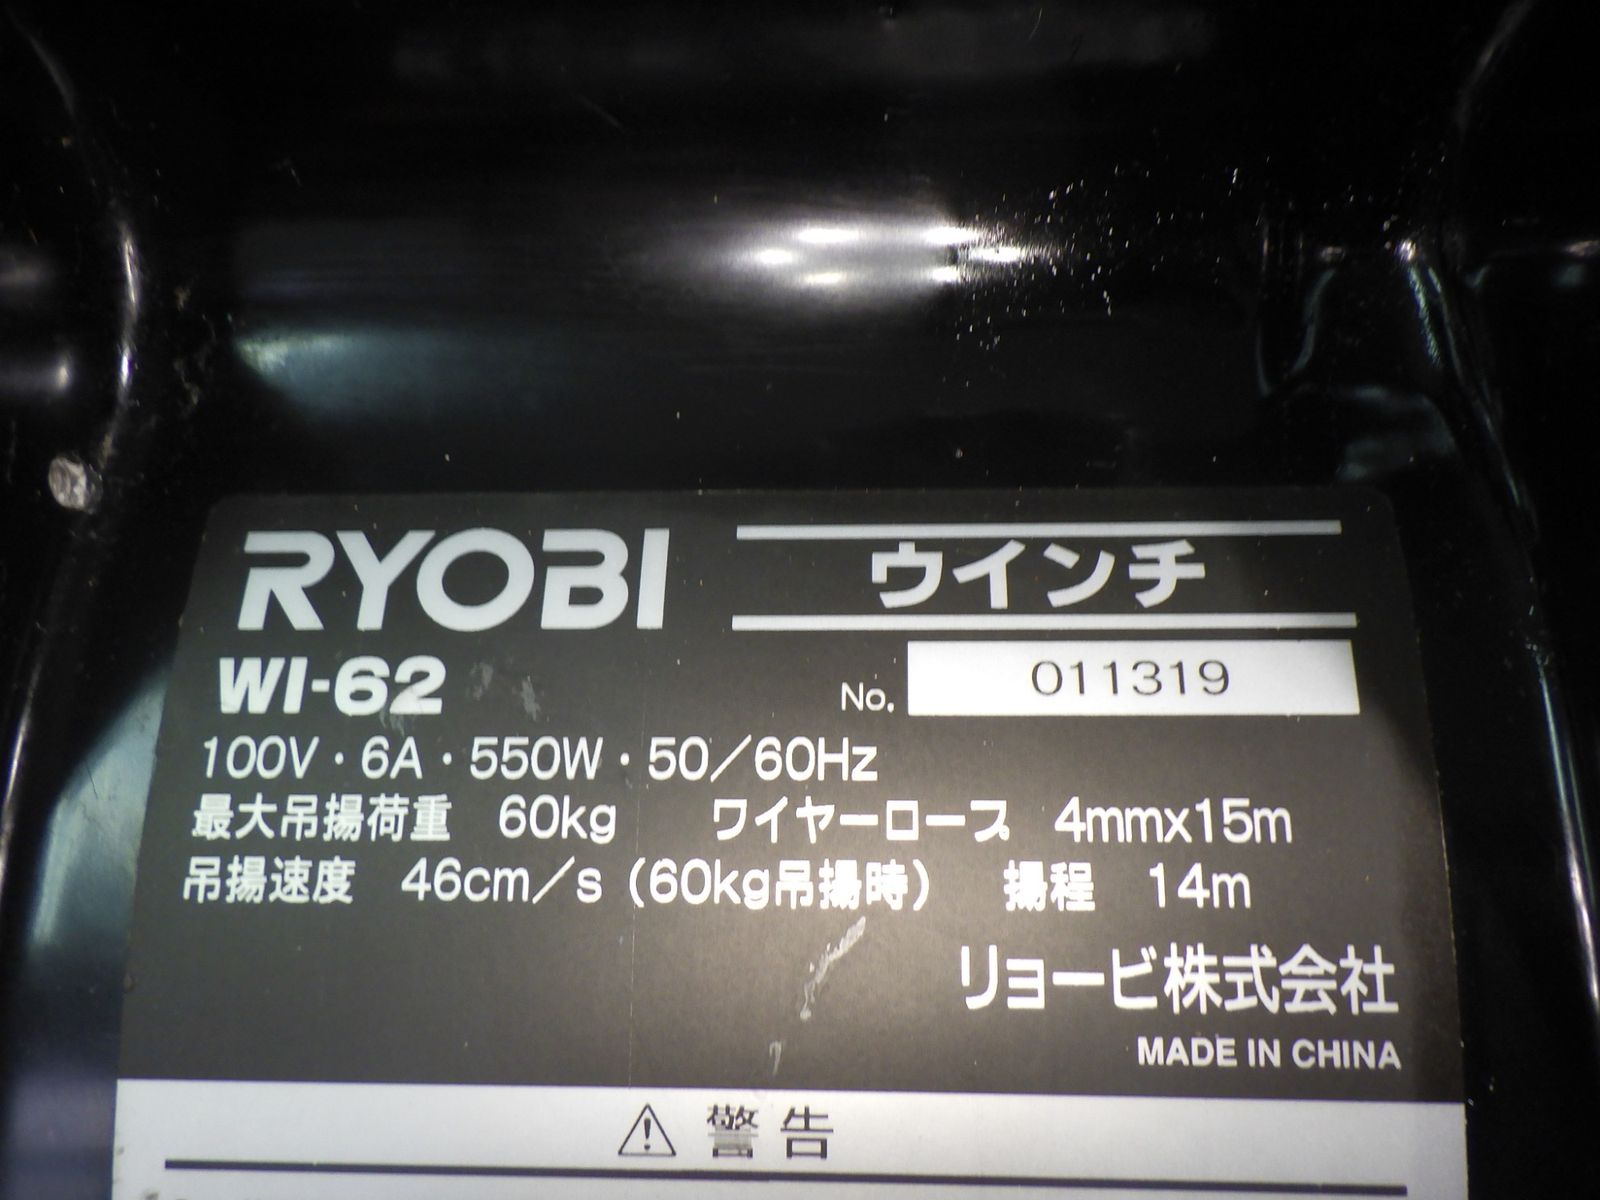 RYOBI ウインチ
WI-62 No. 011319
100V・6A・550W・50/60Hz
最大吊揚荷重 60kg ワイヤーロープ 4mmx15m
吊揚速度 46cm/s (60kg吊揚時) 揚程 14m
リョービ株式会社
MADE IN CHINA
⚠ 警告